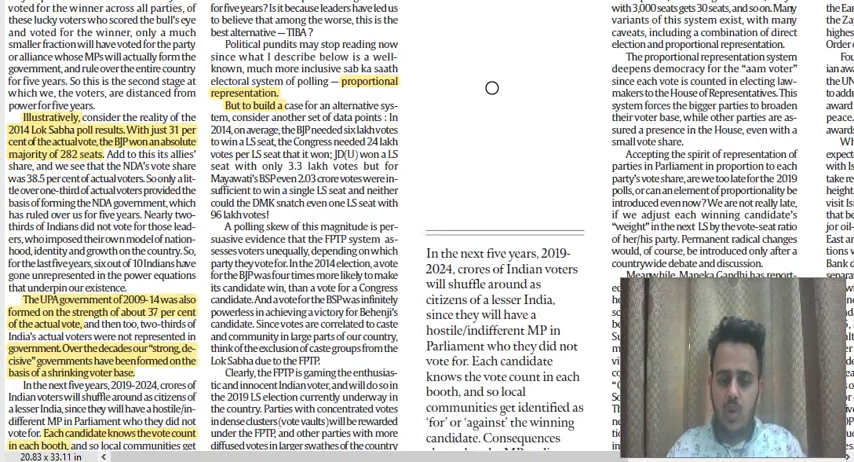 voted for the winner across all parties, of
these lucky voters who scored the bull's eye
and voted for the winner, only a much
smaller fraction will have voted for the party
or alliance whose MPs will actually form the
government, and rule over the entire country
for five years. So this is the second stage at
which we, the voters, are distanced from
power for five years.
Illustratively, consider the reality of the
2014 Lok Sabha poll results. With just 31 per
cent of the actual vote, the BJP won an absolute
majority of 282 seats. Add to this its allies'
share, and we see that the NDA's vote share
was 38.5 per cent of actual voters. So only a lit-
tle over one-third of actual voters provided the
basis of forming the NDA government, which
has ruled over us for five years. Nearly two-
thirds of Indians did not vote for those lead-
ers, who imposed their own model of nation-
hood, identity and growth on the country. So,
for the last five years, six out of 10 Indians have
gone unrepresented in the power equations
that underpin our existence.
The UPA government of 2009-14 was also
formed on the strength of about 37 per cent
of the actual vote, and then too, two-thirds of
India's actual voters were not represented in
government. Over the decades our "strong, de-
cisive" governments have been formed on the
basis of a shrinking voter base.
In the next five years, 2019-2024, crores of
Indian voters will shuffle around as citizens of
a lesser India, since they will have a hostile/in-
different MP in Parliament who they did not
vote for. Each candidate knows the vote count
in each booth, and so local communities get
for five years? Is it because leaders have led us
to believe that among the worse, this is the
best alternative — TIBA?
Political pundits may stop reading now
since what I describe below is a well-
known, much more inclusive sab ka saath
electoral system of polling — proportional
representation.
But to build a case for an alternative sys-
tem, consider another set of data points : In
2014, on average, the BJP needed six lakh votes
to win a LS seat, the Congress needed 24 lakh
votes per LS seat that it won; JD(U) won a LS
seat with only 3.3 lakh votes but for
Mayawati's BSP even 2.03 crore votes were in-
sufficient to win a single LS seat and neither
could the DMK snatch even one LS seat with
96 lakh votes!
A polling skew of this magnitude is per-
suasive evidence that the FPTP system as-
sesses voters unequally, depending on which
party they vote for. In the 2014 election, a vote
for the BJP was four times more likely to make
its candidate win, than a vote for a Congress
candidate. And a vote for the BSP was infinitely
powerless in achieving a victory for Behenji's
candidate. Since votes are correlated to caste
and community in large parts of our country,
think of the exclusion of caste groups from the
Lok Sabha due to the FPTP.
Clearly, the FPTP is gaming the enthusias-
tic and innocent Indian voter, and will do so in
the 2019 LS election currently underway in
the country. Parties with concentrated votes
in dense clusters (vote vaults) will be rewarded
under the FPTP, and other parties with more
diffused votes in larger swathes of the country
In the next five years, 2019-
2024, crores of Indian voters
will shuffle around as
citizens of a lesser India,
since they will have a
hostile/indifferent MP in
Parliament who they did not
vote for. Each candidate
knows the vote count in each
booth, and so local
communities get identified as
'for' or 'against' the winning
candidate. Consequences
with 3,000 seats gets 30 seats, and so on. Many
variants of this system exist, with many
caveats, including a combination of direct
election and proportional representation.
The proportional representation system
deepens democracy for the "aam voter"
since each vote is counted in electing law-
makers to the House of Representatives. This
system forces the bigger parties to broaden
their voter base, while other parties are as-
sured a presence in the House, even with a
small vote share.
Accepting the spirit of representation of
parties in Parliament in proportion to each
party's vote share, are we too late for the 2019
polls, or can an element of proportionality be
introduced even now? We are not really late,
if we adjust each winning candidate's
"weight" in the next LS by the vote-seat ratio
of her/his party. Permanent radical changes
would, of course, be introduced only after a
countrywide debate and discussion.
Meanwhile, Maneka Gandhi has report-
20.83 x 33.11 in